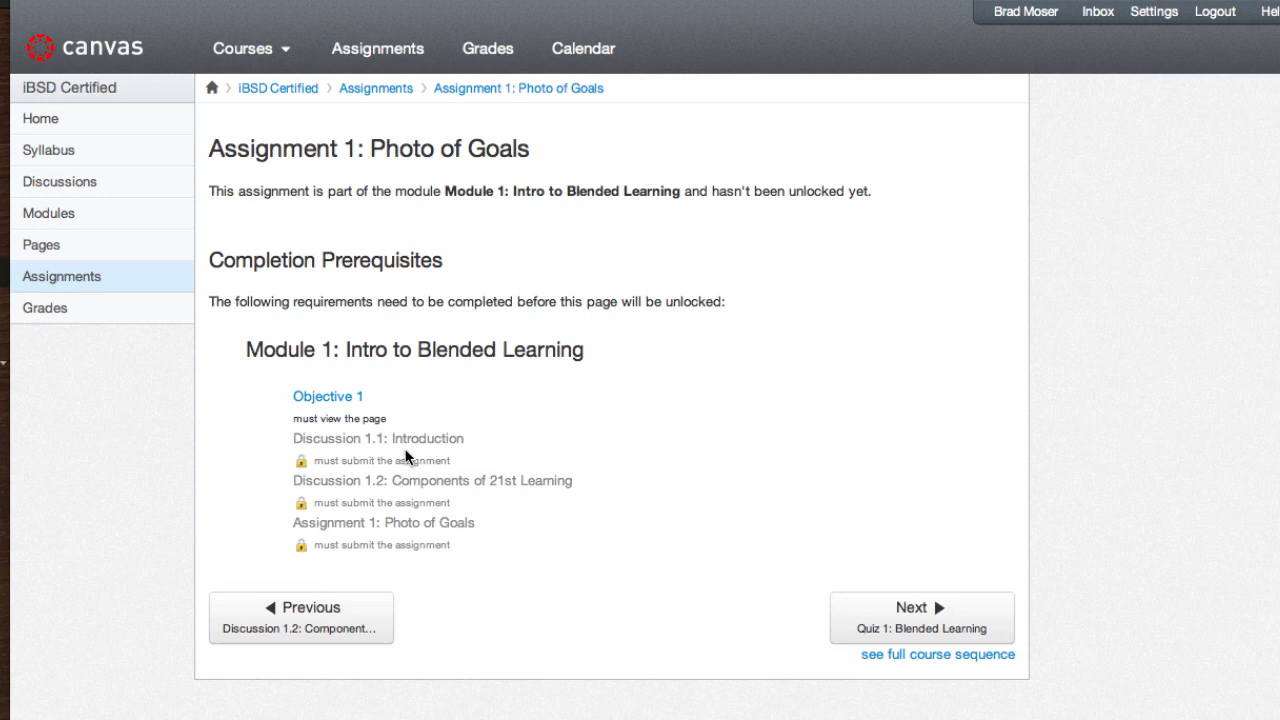 Brad Moser Inbox Settings Logout
canvas Courses Assignments Grades Calendar
iBSD Certified
Home
Syllabus
Discussions
Modules
Pages
Assignments
Grades
iBSD Certified Assignments Assignment 1: Photo of Goals
Assignment 1: Photo of Goals
This assignment is part of the module Module 1: Intro to Blended Learning and hasn't been unlocked yet.
Completion Prerequisites
The following requirements need to be completed before this page will be unlocked:
Module 1: Intro to Blended Learning
Objective 1
must view the page
Discussion 1.1: Introduction
must submit the assignment
Discussion 1.2: Components of 21st Learning
must submit the assignment
Assignment 1: Photo of Goals
must submit the assignment
Previous
Discussion 1.2: Component...
Next
Quiz 1: Blended Learning
see full course sequence